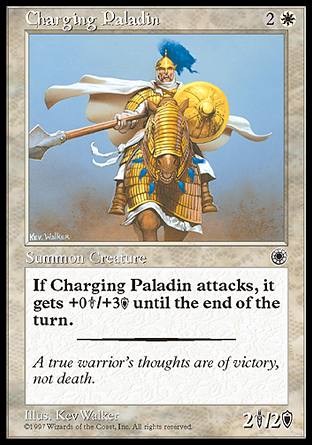 Charging Paladin 2
KEV WALKER
Summon Creature
If Charging Paladin attacks, it
gets +0/+3 until the end of the
turn.
A true warrior's thoughts are of victory,
not death.
Illus. Kev Walker
©1997 Wizards of the Coast, Inc. All rights reserved.
2/2